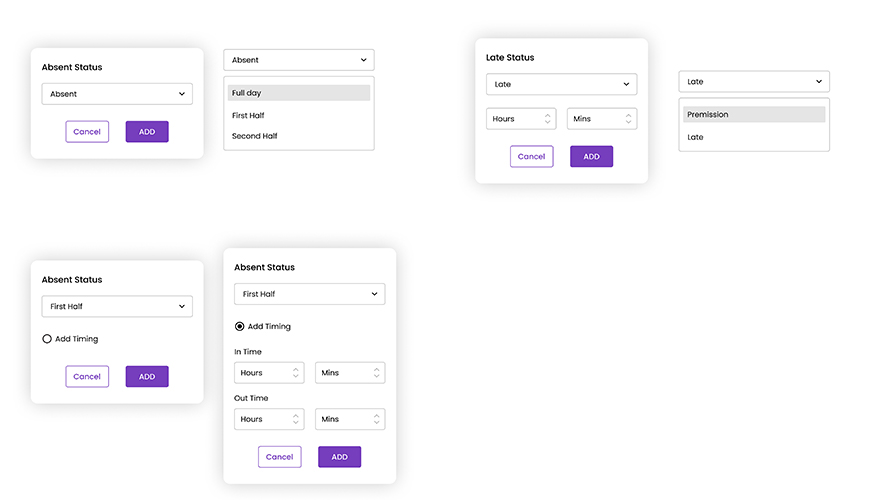 Absent Status
Absent
Cancel
ADD
Absent
Full day
First Half
Second Half
Late Status
Late
Hours
Mins
Cancel
ADD
Late
Premission
Late
Absent Status
First Half
Add Timing
Cancel
ADD
Absent Status
First Half
Add Timing
In Time
Hours
Mins
Out Time
Hours
Mins
Cancel
ADD